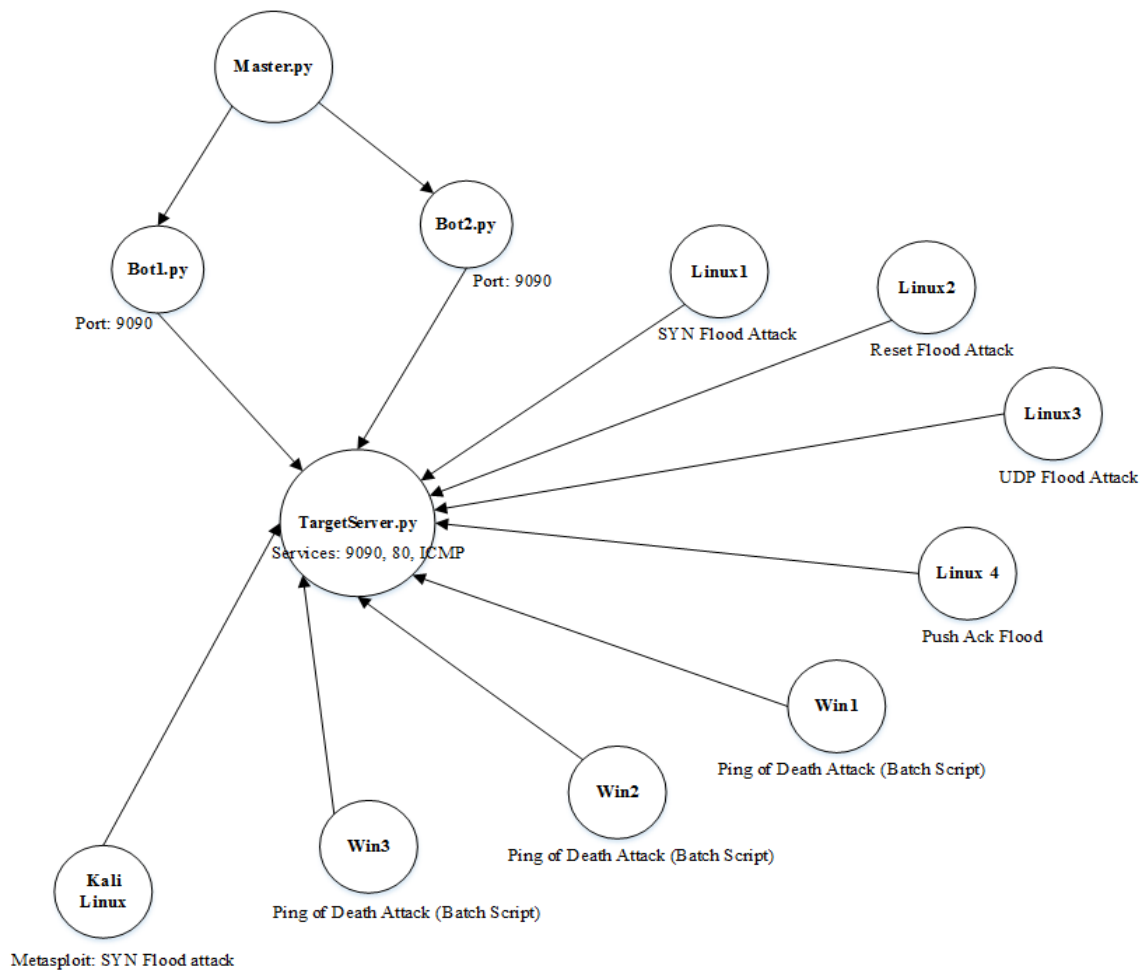 Master.py
Bot2.py
Port: 9090
Bot1.py
Port: 9090
Linux1
SYN Flood Attack
Linux2
Reset Flood Attack
Linux3
UDP Flood Attack
TargetServer.py
Services: 9090, 80, ICMP
Linux 4
Push Ack Flood
Win1
Ping of Death Attack (Batch Script)
Win2
Ping of Death Attack (Batch Script)
Win3
Ping of Death Attack (Batch Script)
Kali
Linux
Metasploit: SYN Flood attack